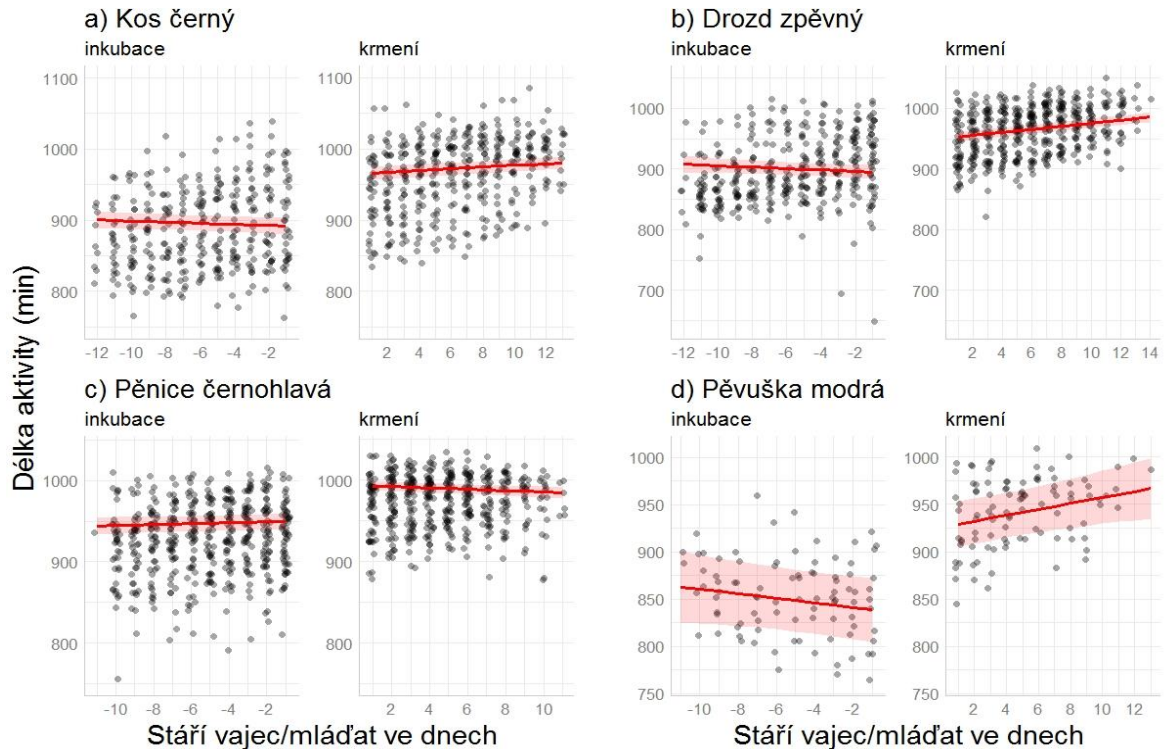 a) Kos černý
inkubace
krmení
1100
1000
900
800
-12 -10 -8 -6 -4 -2
1100
1000
900
800
2 4 6 8 10 12
b) Drozd zpěvný
inkubace
krmení
1000
900
800
700
-12 -10 -8 -6 -4 -2
1000
900
800
700
2 4 6 8 10 12 14
Délka aktivity (min)
c) Pěnice černohlavá
inkubace
krmení
1000
900
800
-10 -8 -6 -4 -2
1000
900
800
2 4 6 8 10
d) Pěvuška modrá
inkubace
krmení
1000
950
900
850
800
750
-10 -8 -6 -4 -2
1000
950
900
850
800
750
2 4 6 8 10 12
Stáří vajec/mláďat ve dnech
Stáří vajec/mláďat ve dnech